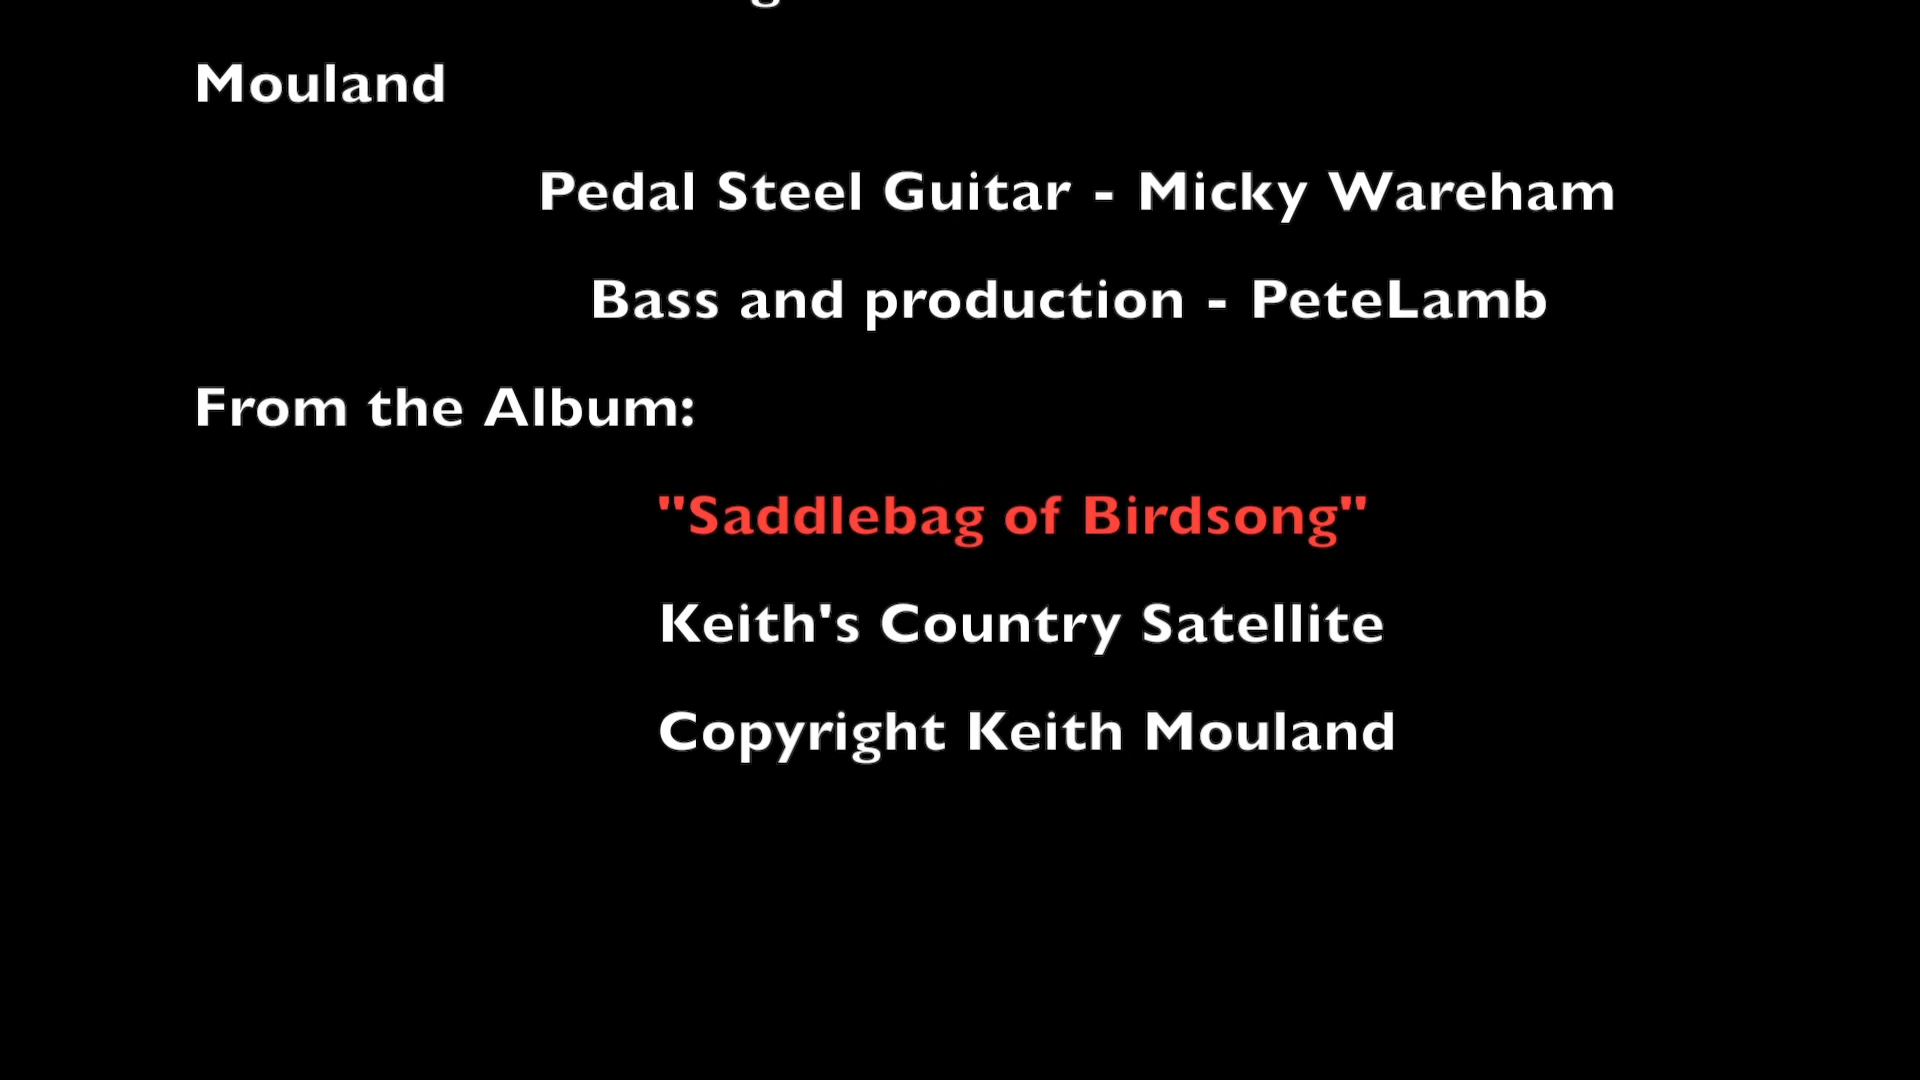 Mouland
Pedal Steel Guitar - Micky Wareham
Bass and production - PeteLamb
From the Album:
"Saddlebag of Birdsong"
Keith's Country Satellite
Copyright Keith Mouland